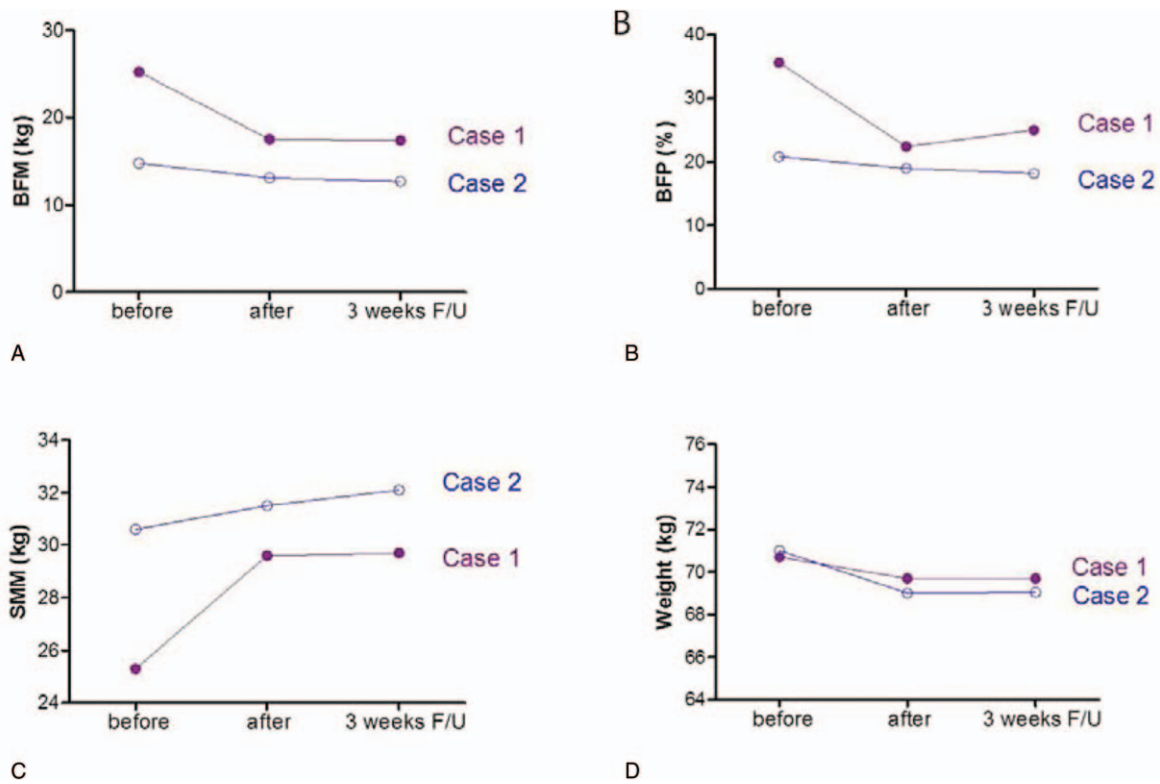 30
20
10
0
BFM (kg)
Case 1
Case 2
before after 3 weeks F/U
A
B
40
30
20
10
0
BFP (%)
Case 1
Case 2
before after 3 weeks F/U
B
34
32
30
28
26
24
SMM (kg)
Case 2
Case 1
before after 3 weeks F/U
C
76
74
72
70
68
66
64
Weight (kg)
Case 1
Case 2
before after 3 weeks F/U
D